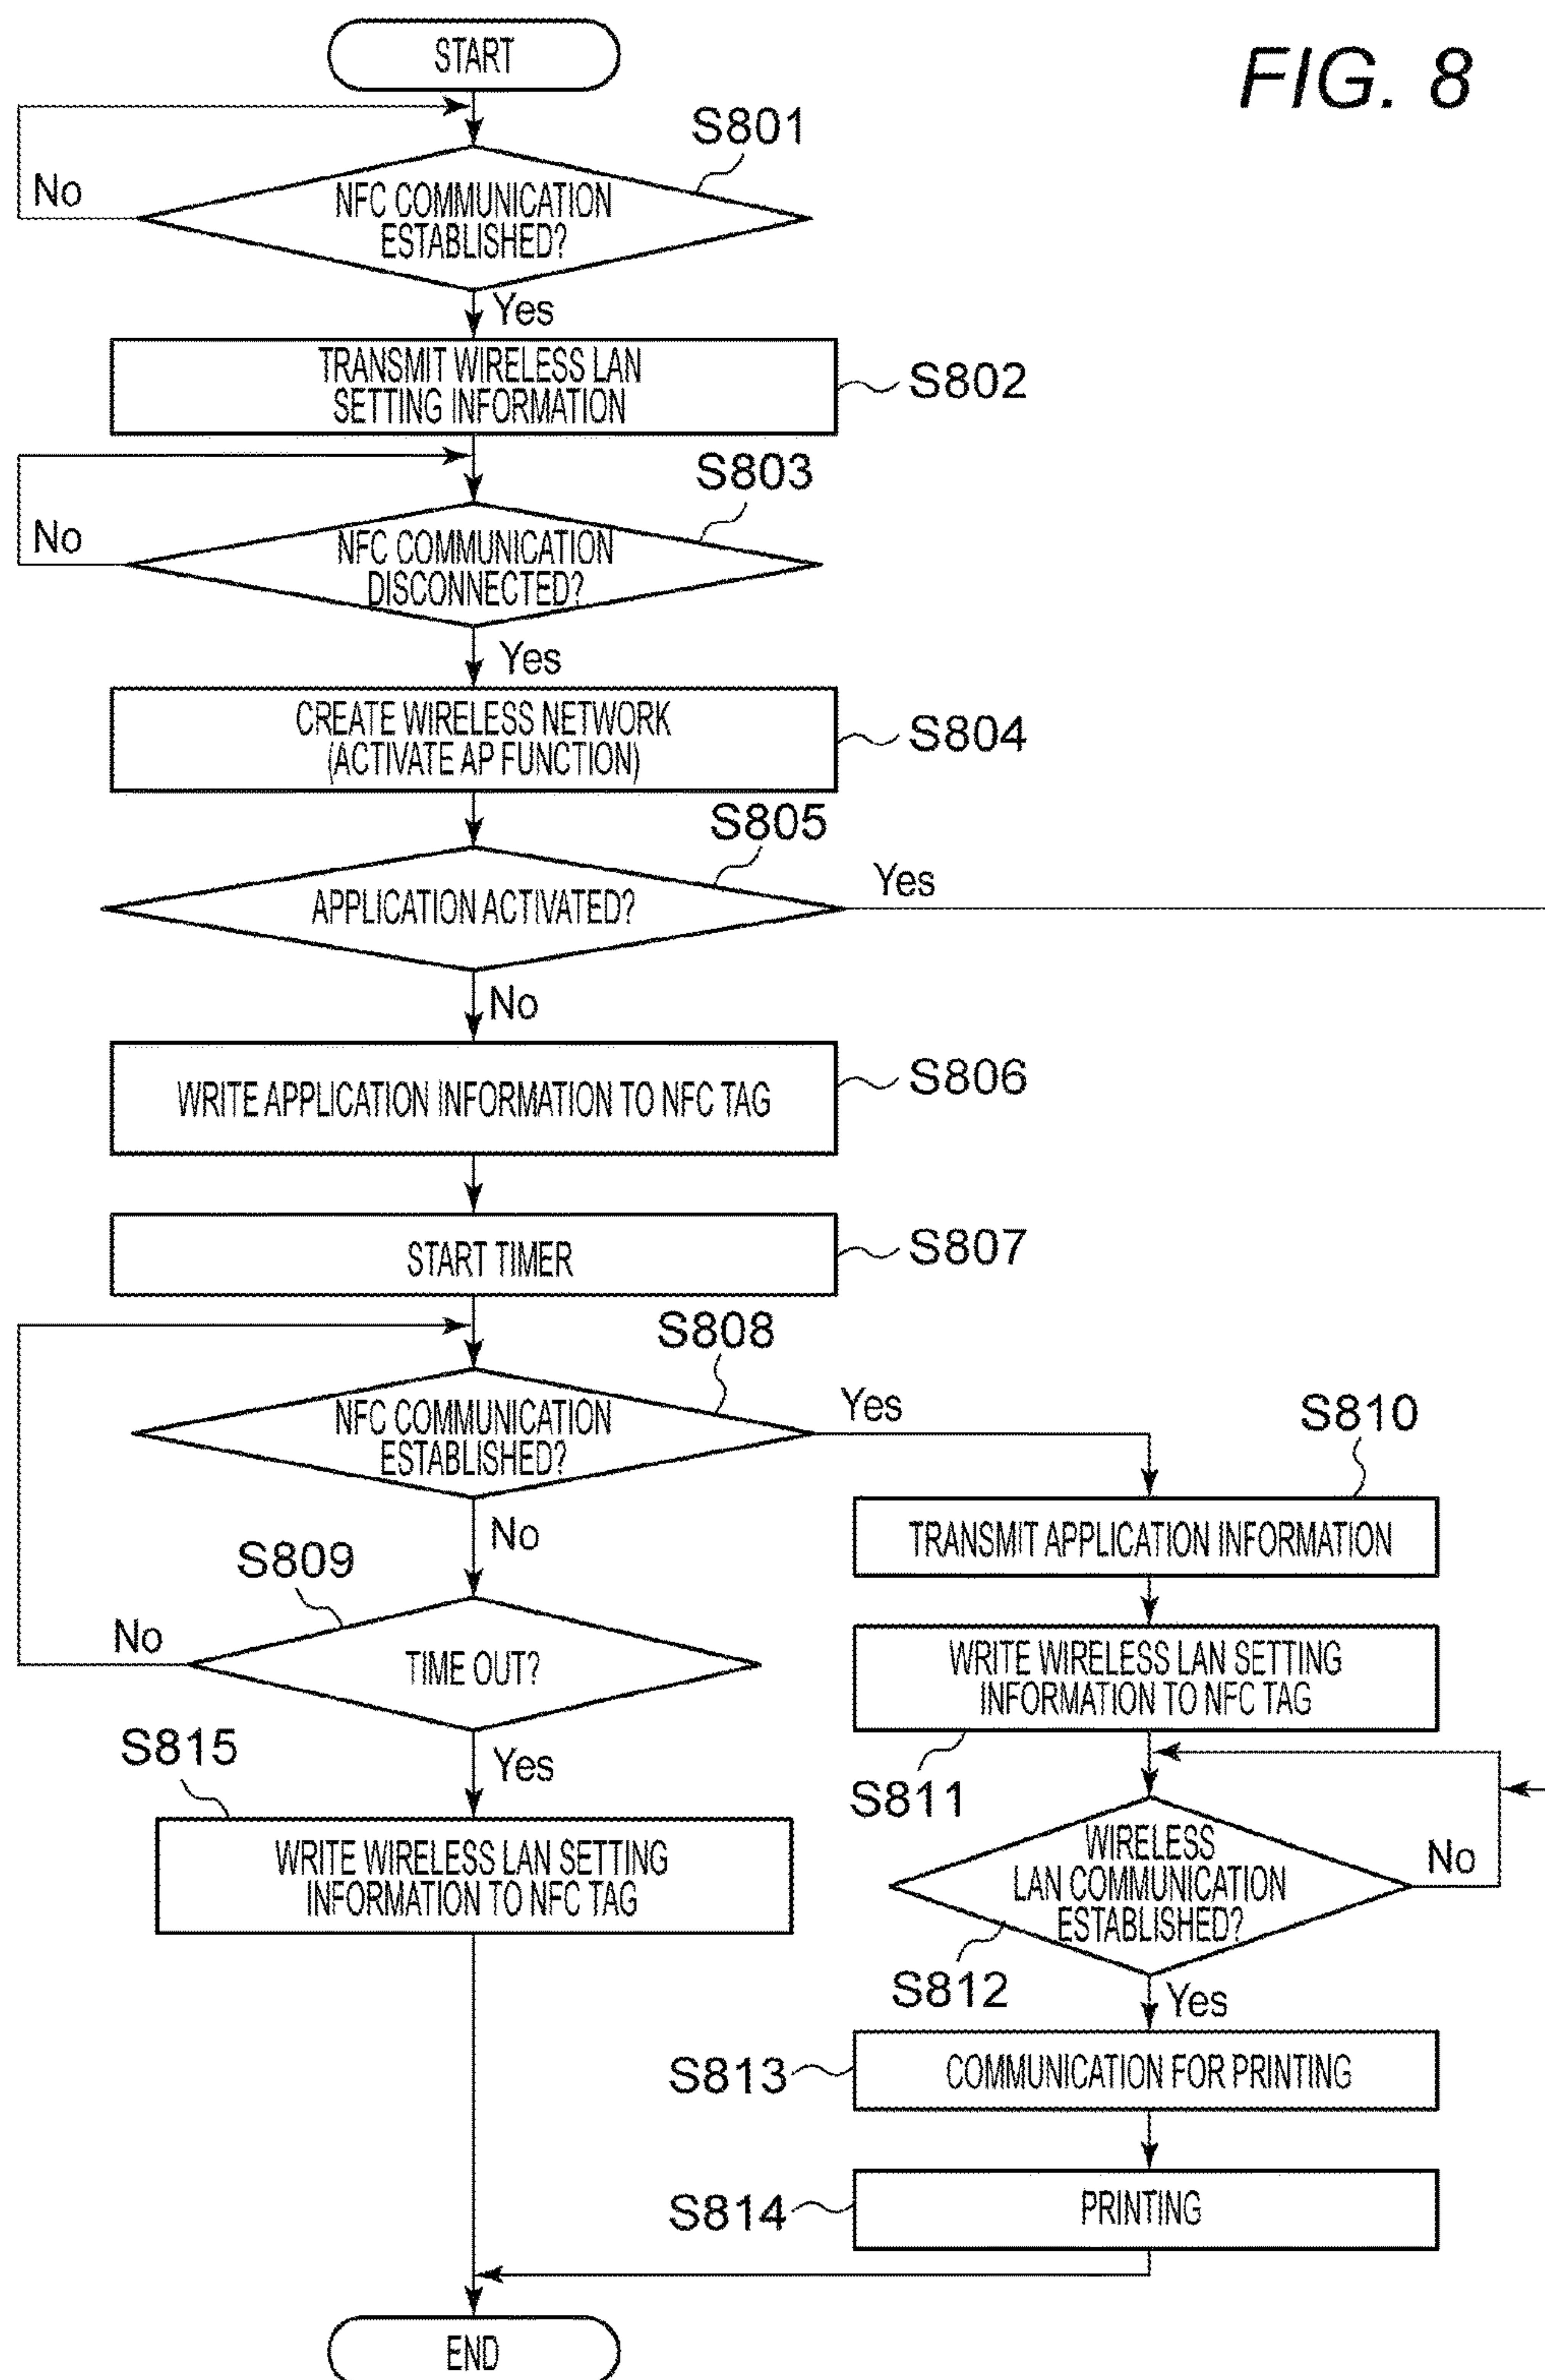 FIG. 8
START
S801
NFC COMMUNICATION
ESTABLISHED?
No
Yes
TRANSMIT WIRELESS LAN
SETTING INFORMATION
S802
S803
NFC COMMUNICATION
DISCONNECTED?
No
Yes
CREATE WIRELESS NETWORK
(ACTIVATE AP FUNCTION)
S804
S805
APPLICATION ACTIVATED?
Yes
No
WRITE APPLICATION INFORMATION TO NFC TAG
S806
START TIMER
S807
S808
NFC COMMUNICATION
ESTABLISHED?
Yes
No
S809
TIME OUT?
No
Yes
S815
WRITE WIRELESS LAN SETTING
INFORMATION TO NFC TAG
S810
TRANSMIT APPLICATION INFORMATION
WRITE WIRELESS LAN SETTING
INFORMATION TO NFC TAG
S811
WIRELESS
LAN COMMUNICATION
ESTABLISHED?
No
S812
Yes
S813
COMMUNICATION FOR PRINTING
S814
PRINTING
END